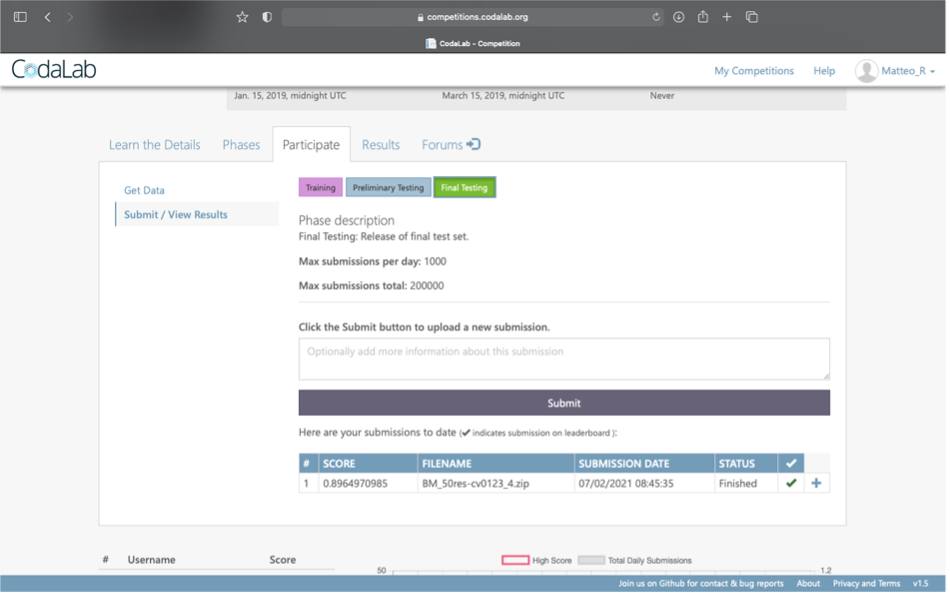 competitions.codalab.org
CodaLab - Competition
CodaLab
My Competitions Help Matteo_R
Jan. 15, 2019, midnight UTC March 15, 2019, midnight UTC Never
Learn the Details Phases Participate Results Forums
Get Data
Submit / View Results
Training Preliminary Testing Final Testing
Phase description
Final Testing: Release of final test set.
Max submissions per day: 1000
Max submissions total: 200000
Click the Submit button to upload a new submission.
Optionally add more information about this submission
Submit
Here are your submissions to date (✔ indicates submission on leaderboard ):
# SCORE FILENAME SUBMISSION DATE STATUS ✔
1 0.8964970985 BM_50res-cv0123_4.zip 07/02/2021 08:45:35 Finished ✔ +
# Username Score
High Score Total Daily Submissions
50 1.2
Join us on Github for contact & bug reports About Privacy and Terms v1.5